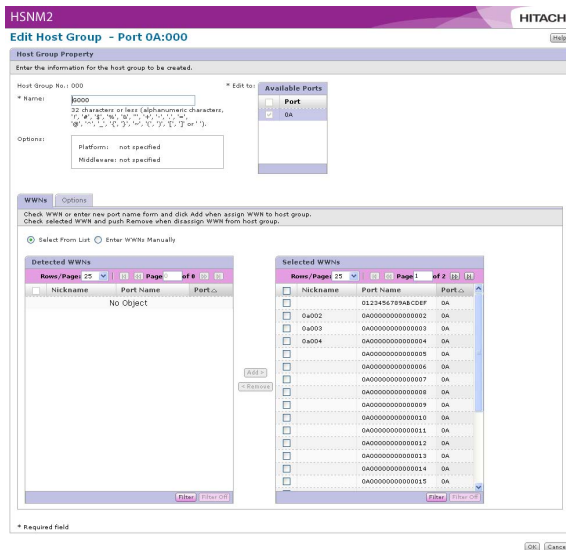 HSNM2
HITACH
Edit Host Group - Port 0A:000
Help
Host Group Property
Enter the information for the host group to be created.
Host Group No.: 000
* Name: G000
32 characters or less (alphanumeric characters,
'!', '#', '$', '%', '&', ''', '+', '-', '.', '=',
'@', '^', '_', '{', '}', '~', '(', ')', '[', ']' or ' ').
* Edit to:
Available Ports
Port
0A
Options:
Platform: not specified
Middleware: not specified
WWNs
Options
Check WWN or enter new port name form and click Add when assign WWN to host group.
Check selected WWN and push Remove when disassign WWN from host group.
Select From List
Enter WWNs Manually
Detected WWNs
Rows/Page: 25 Page 0 of 0
Nickname Port Name Port
No Object
Filter Filter Off
Add >
< Remove
Selected WWNs
Rows/Page: 25 Page 1 of 2
Nickname Port Name Port
0123456789ABCDEF 0A
0a002 0A00000000000002 0A
0a003 0A00000000000003 0A
0a004 0A00000000000004 0A
0A00000000000005 0A
0A00000000000006 0A
0A00000000000007 0A
0A00000000000008 0A
0A00000000000009 0A
0A00000000000010 0A
0A00000000000011 0A
0A00000000000012 0A
0A00000000000013 0A
0A00000000000014 0A
0A00000000000015 0A
Filter Filter Off
* Required field
OK Cance